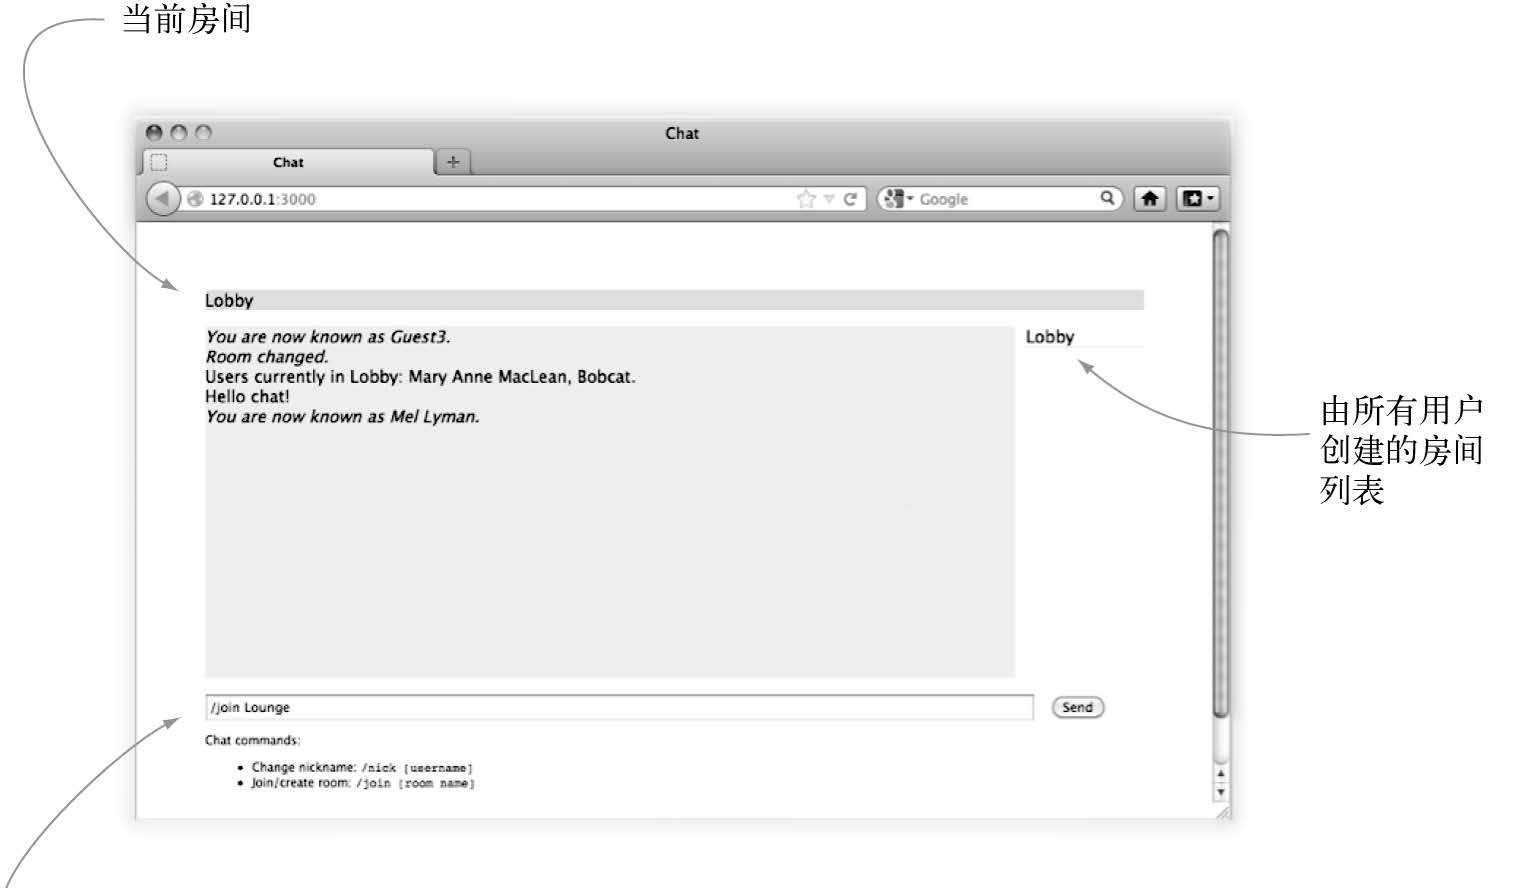 当前房间
Chat
Chat
127.0.0.1:3000
Google
Lobby
You are now known as Guest3.
Room changed.
Users currently in Lobby: Mary Anne MacLean, Bobcat.
Hello chat!
You are now known as Mel Lyman.
Lobby
由所有用户
创建的房间
列表
/join Lounge
Send
Chat commands:
• Change nickname: /nick [username]
• Join/create room: /join [room name]